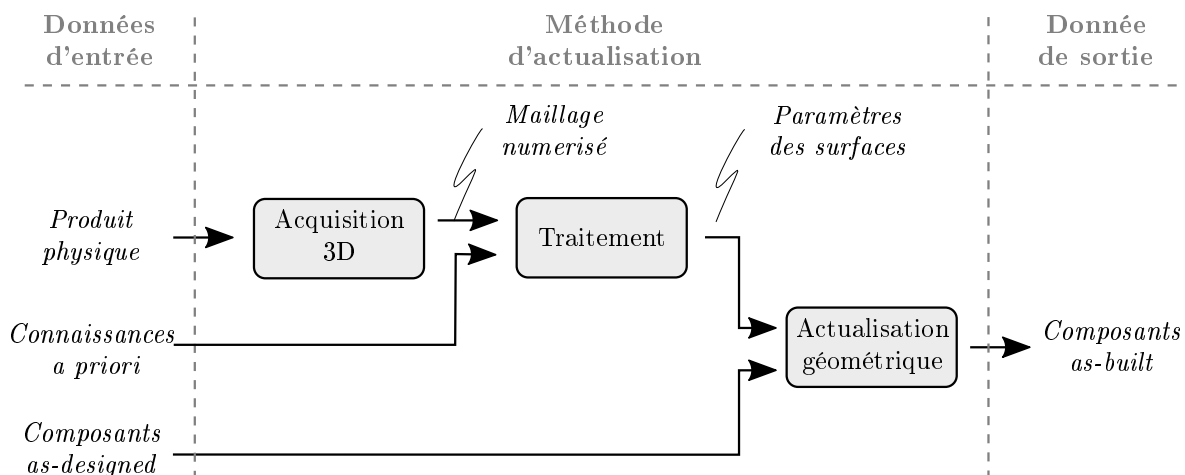 Données
d'entrée
Méthode
d'actualisation
Donnée
de sortie
Maillage
numerisé
Paramètres
des surfaces
Produit
physique
Acquisition
3D
Traitement
Connaissances
a priori
Actualisation
géométrique
Composants
as-built
Composants
as-designed